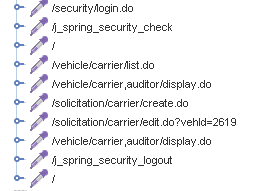 /security/login.do
/j_spring_security_check
/
/vehicle/carrier/list.do
/vehicle/carrier,auditor/display.do
/solicitation/carrier/create.do
/solicitation/carrier/edit.do?vehId=2619
/vehicle/carrier,auditor/display.do
/j_spring_security_logout
/